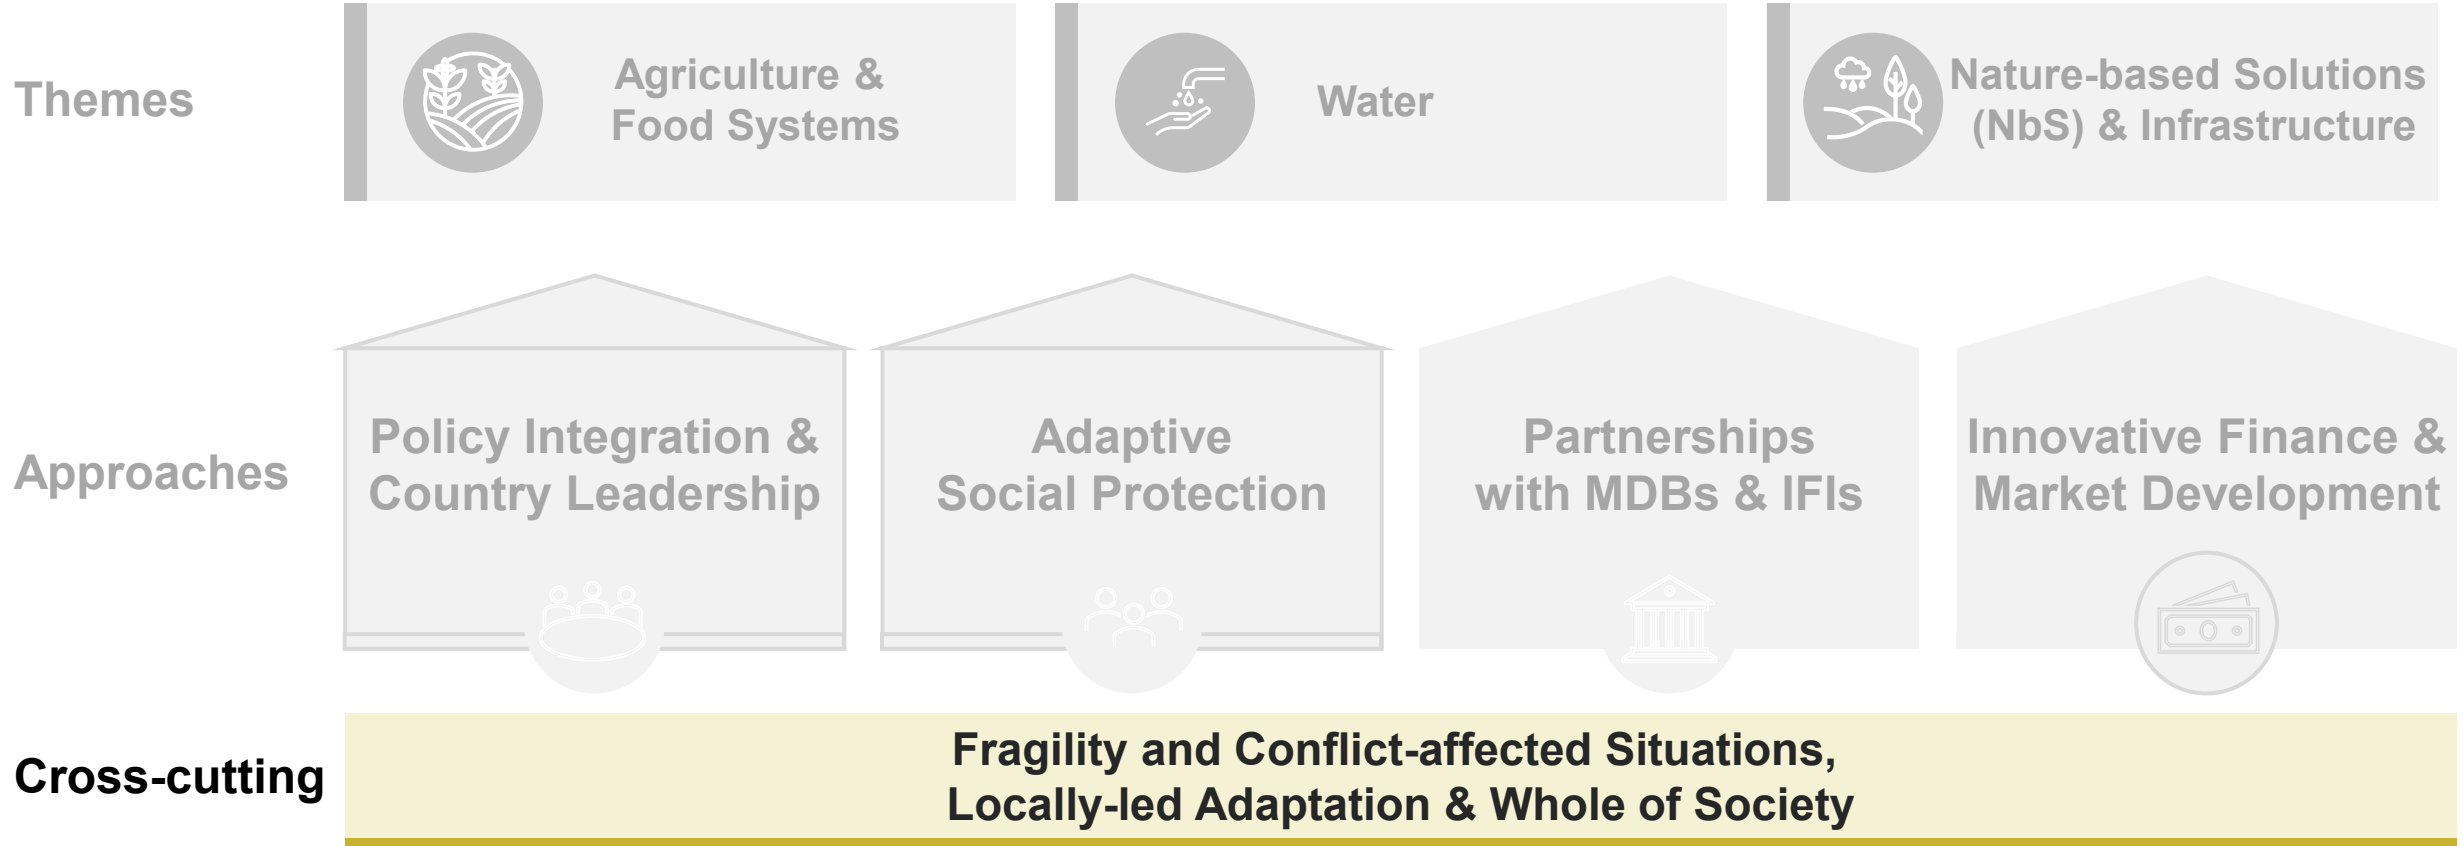 Themes
Agriculture &
Food Systems
Water
Nature-based Solutions
(NbS) & Infrastructure
Approaches
Policy Integration &
Country Leadership
Adaptive
Social Protection
Partnerships
with MDBs & IFIs
Innovative Finance &
Market Development
Cross-cutting
Fragility and Conflict-affected Situations,
Locally-led Adaptation & Whole of Society